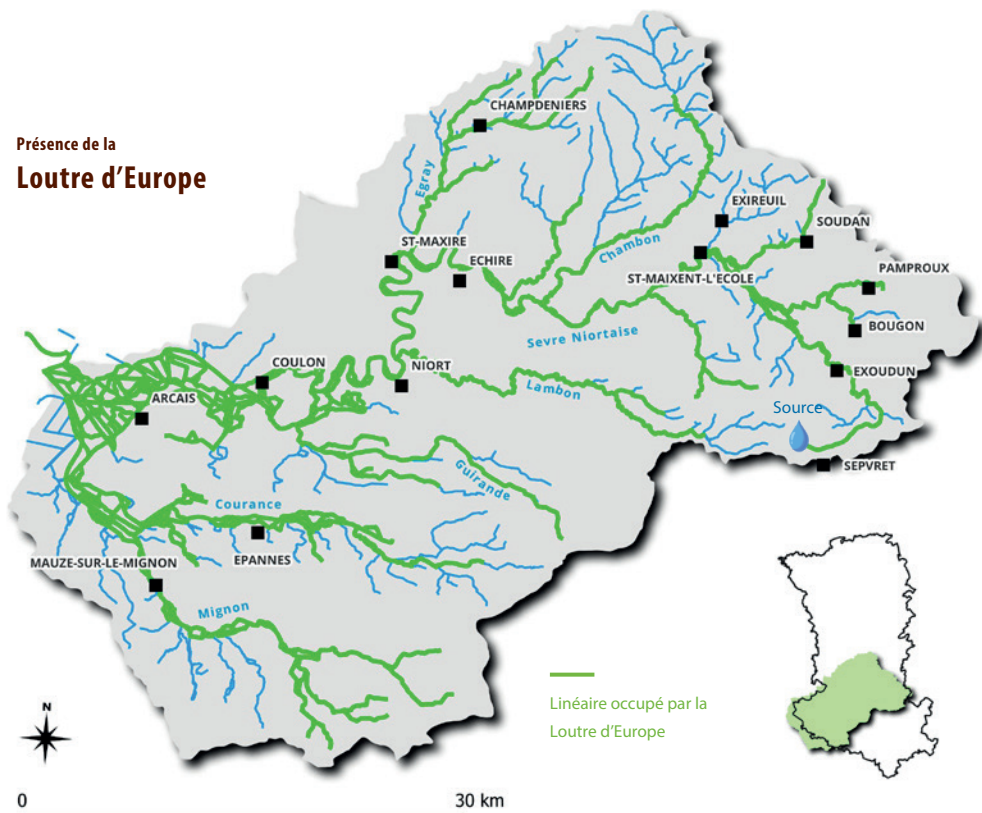 Présence de la
Loutre d'Europe
CHAMPDENIERS
Egray
EXIREUIL
SOUDAN
ST-MAXIRE
ECHIRE
Chambon
ST-MAIXENT-L'ECOLE
PAMPROUX
BOUGON
Sevre Niortaise
COULON
NIORT
EXOUDUN
Lambon
ARCAIS
Source
SEPVRET
Guirande
Courance
EPANNES
MAUZE-SUR-LE-MIGNON
Mignon
Linéaire occupé par la
Loutre d'Europe
N
0 30 km